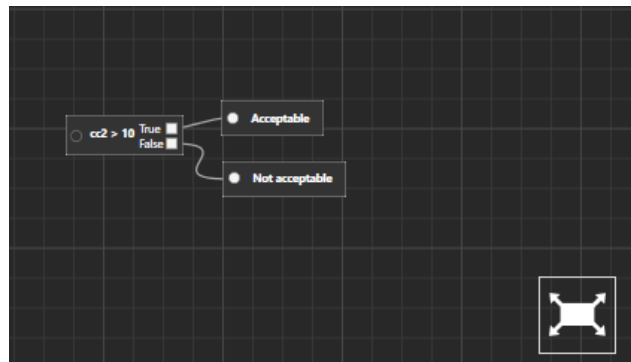 cc2 > 10
True
False
Acceptable
Not acceptable